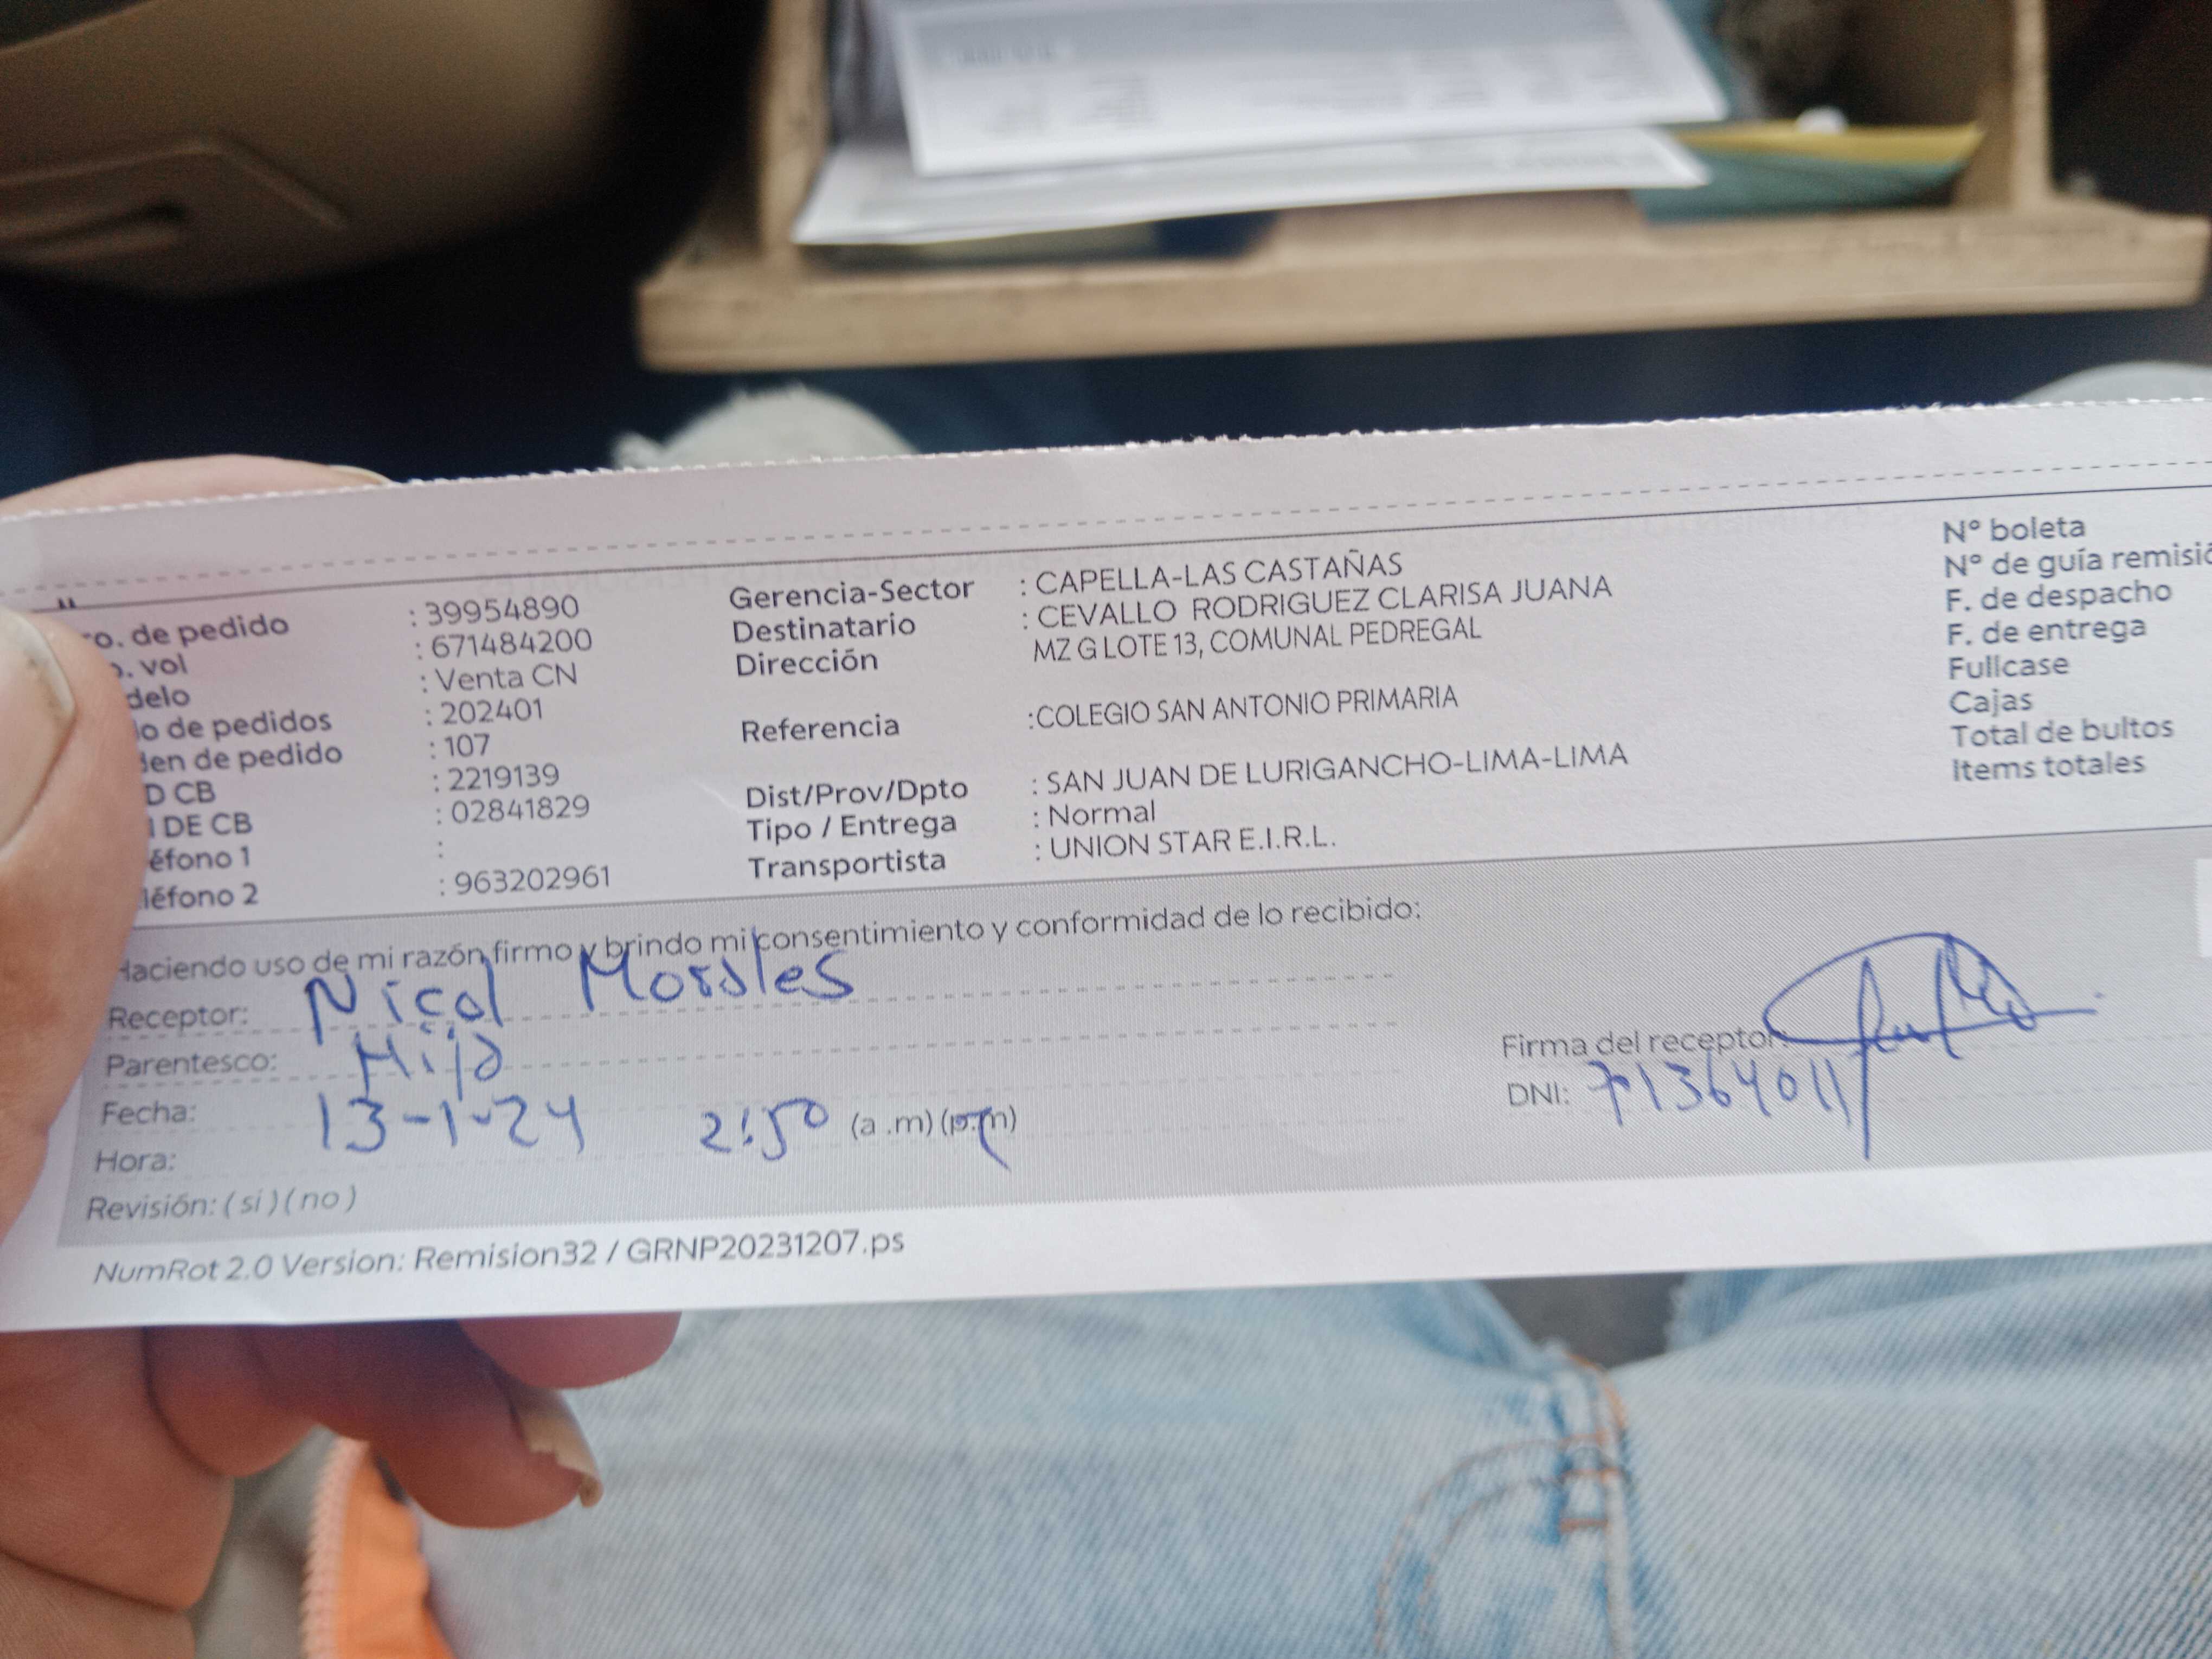 o. de pedido : 39954890
. vol : 671484200
delo : Venta CN
o de pedidos : 202401
den de pedido : 107
D CB : 2219139
I DE CB : 02841829
éfono 1 :
léfono 2 : 963202961
Gerencia-Sector : CAPELLA-LAS CASTAÑAS
Destinatario : CEVALLO RODRIGUEZ CLARISA JUANA
Dirección MZ G LOTE 13, COMUNAL PEDREGAL
Referencia :COLEGIO SAN ANTONIO PRIMARIA
Dist/Prov/Dpto : SAN JUAN DE LURIGANCHO-LIMA-LIMA
Tipo / Entrega : Normal
Transportista : UNION STAR E.I.R.L.
N° boleta
N° de guía remisió
F. de despacho
F. de entrega
Fullcase
Cajas
Total de bultos
Items totales
Haciendo uso de mi razón firmo y brindo mi consentimiento y conformidad de lo recibido:
Receptor: Nicol Morales
Parentesco: Hija
Fecha: 13-1-24 2:50 (a .m) (p.m)
Hora:
Revisión: ( si ) ( no )
Firma del receptor:
DNI: 71364011
NumRot 2.0 Version: Remision32 / GRNP20231207.ps